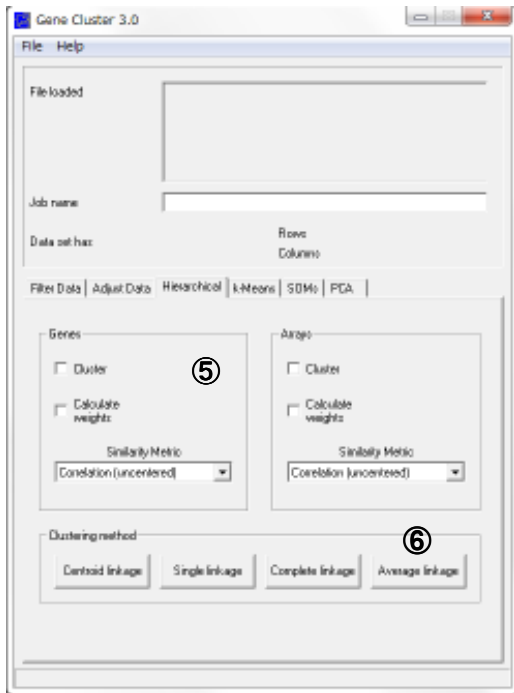 Gene Cluster 3.0
File Help
File loaded
Job name
Data set has
Rows
Columns
Filter Data Adjust Data Hierarchical k-Means SOMs PCA
Genes
Arrays
Cluster
⑤
Cluster
Calculate
weights
Calculate
weights
Similarity Metric
Similarity Metric
Correlation (uncentered)
Correlation (uncentered)
Clustering method
⑥
Centroid linkage Single linkage Complete linkage Average linkage